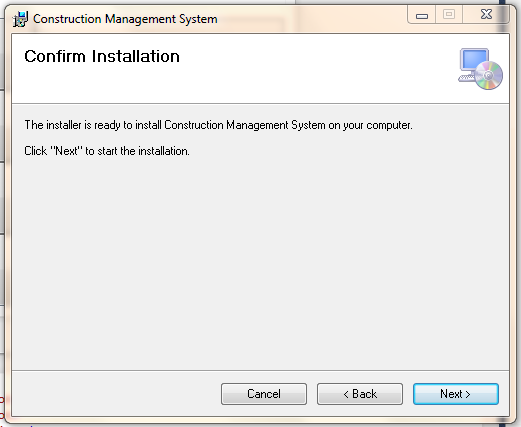 Construction Management System
Confirm Installation
The installer is ready to install Construction Management System on your computer.
Click "Next" to start the installation.
Cancel
< Back
Next >